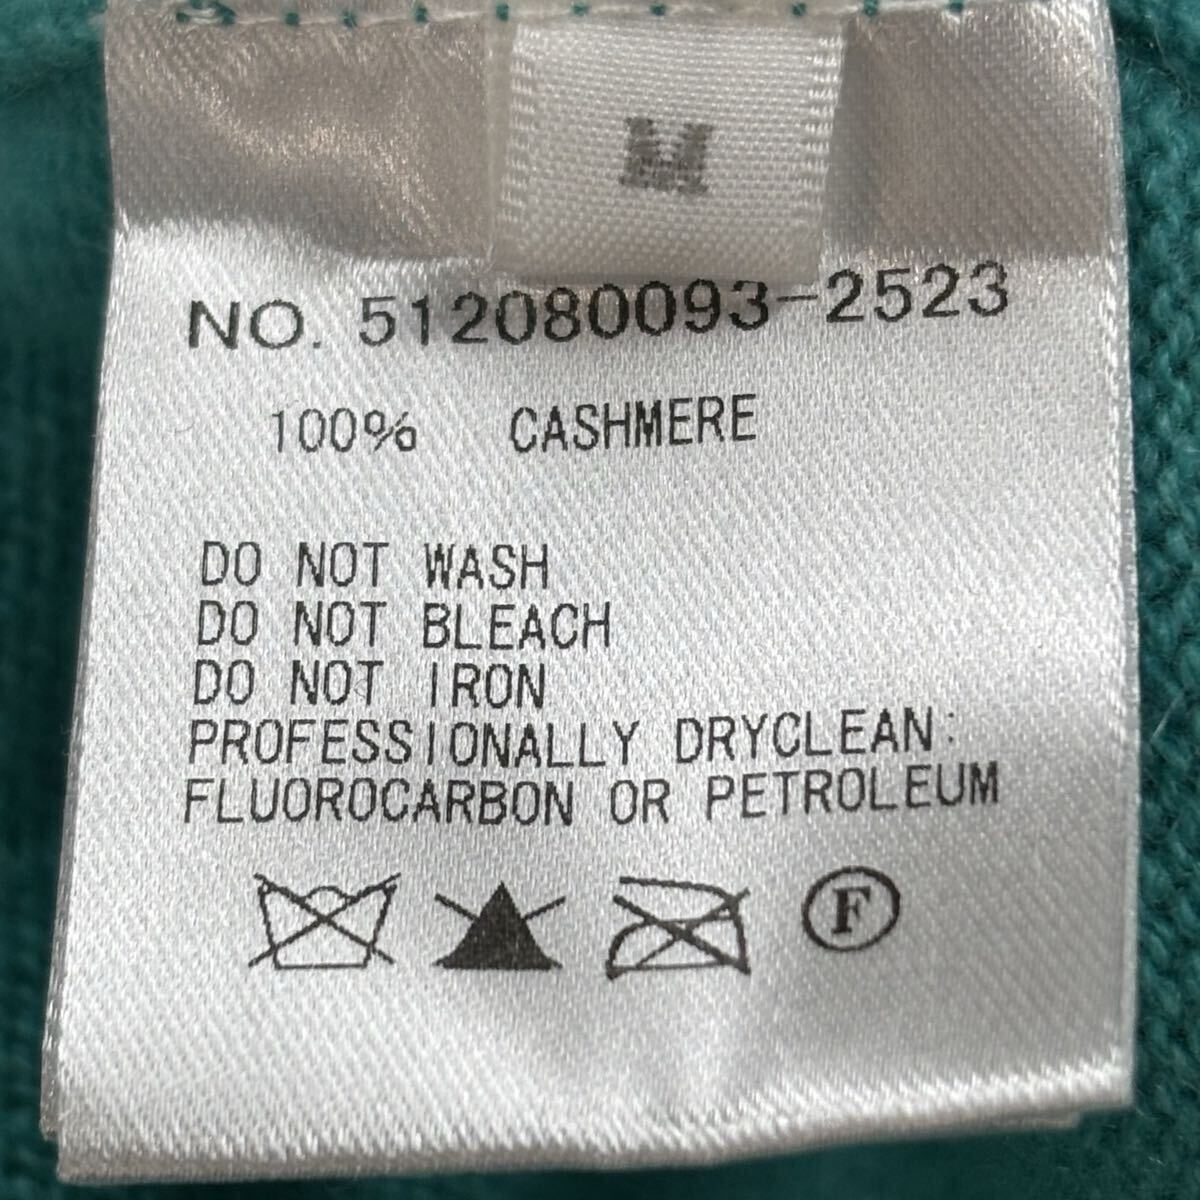 M
NO. 512080093-2523
100% CASHMERE
DO NOT WASH
DO NOT BLEACH
DO NOT IRON
PROFESSIONALLY DRYCLEAN:
FLUOROCARBON OR PETROLEUM
F